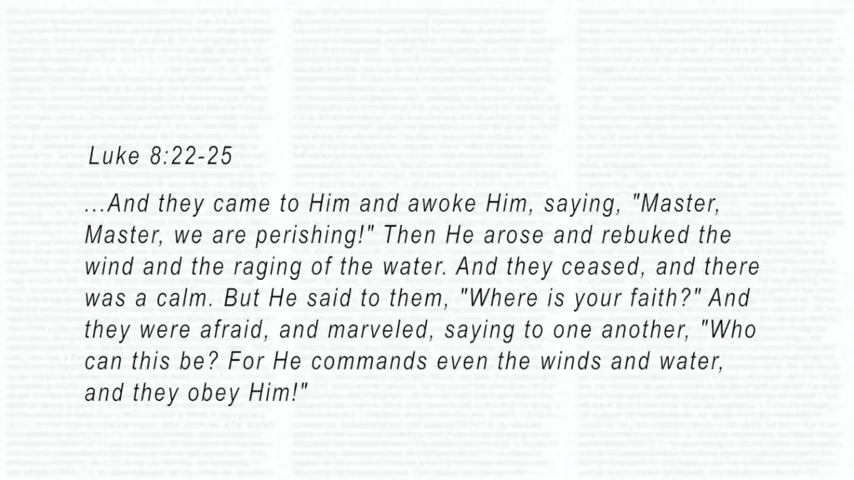 Luke 8:22-25
...And they came to Him and awoke Him, saying, "Master,
Master, we are perishing!" Then He arose and rebuked the
wind and the raging of the water. And they ceased, and there
was a calm. But He said to them, "Where is your faith?" And
they were afraid, and marveled, saying to one another, "Who
can this be? For He commands even the winds and water,
and they obey Him!"